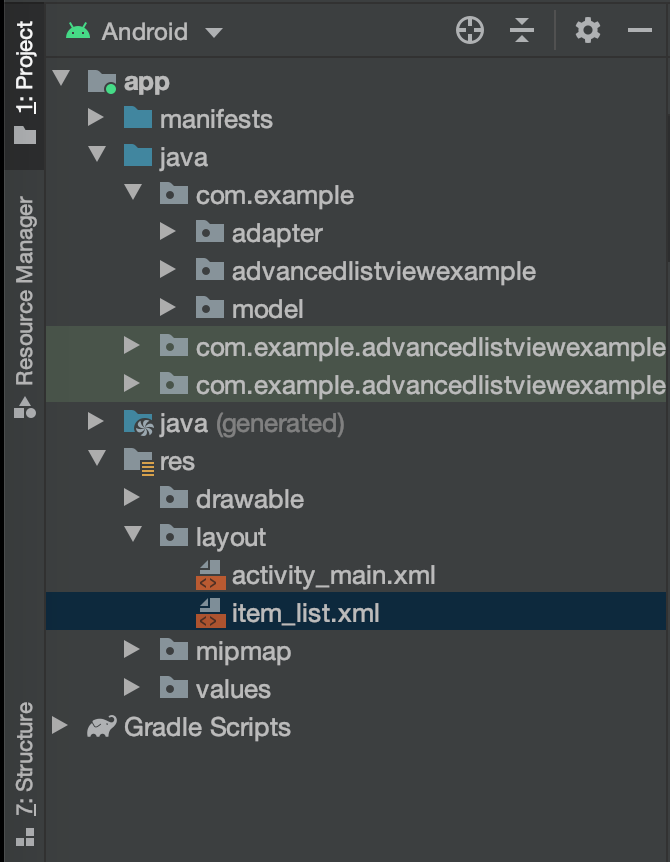 Android
1: Project
Resource Manager
7: Structure
app
manifests
java
com.example
adapter
advancedlistviewexample
model
com.example.advancedlistviewexample
com.example.advancedlistviewexample
java (generated)
res
drawable
layout
activity_main.xml
item_list.xml
mipmap
values
Gradle Scripts